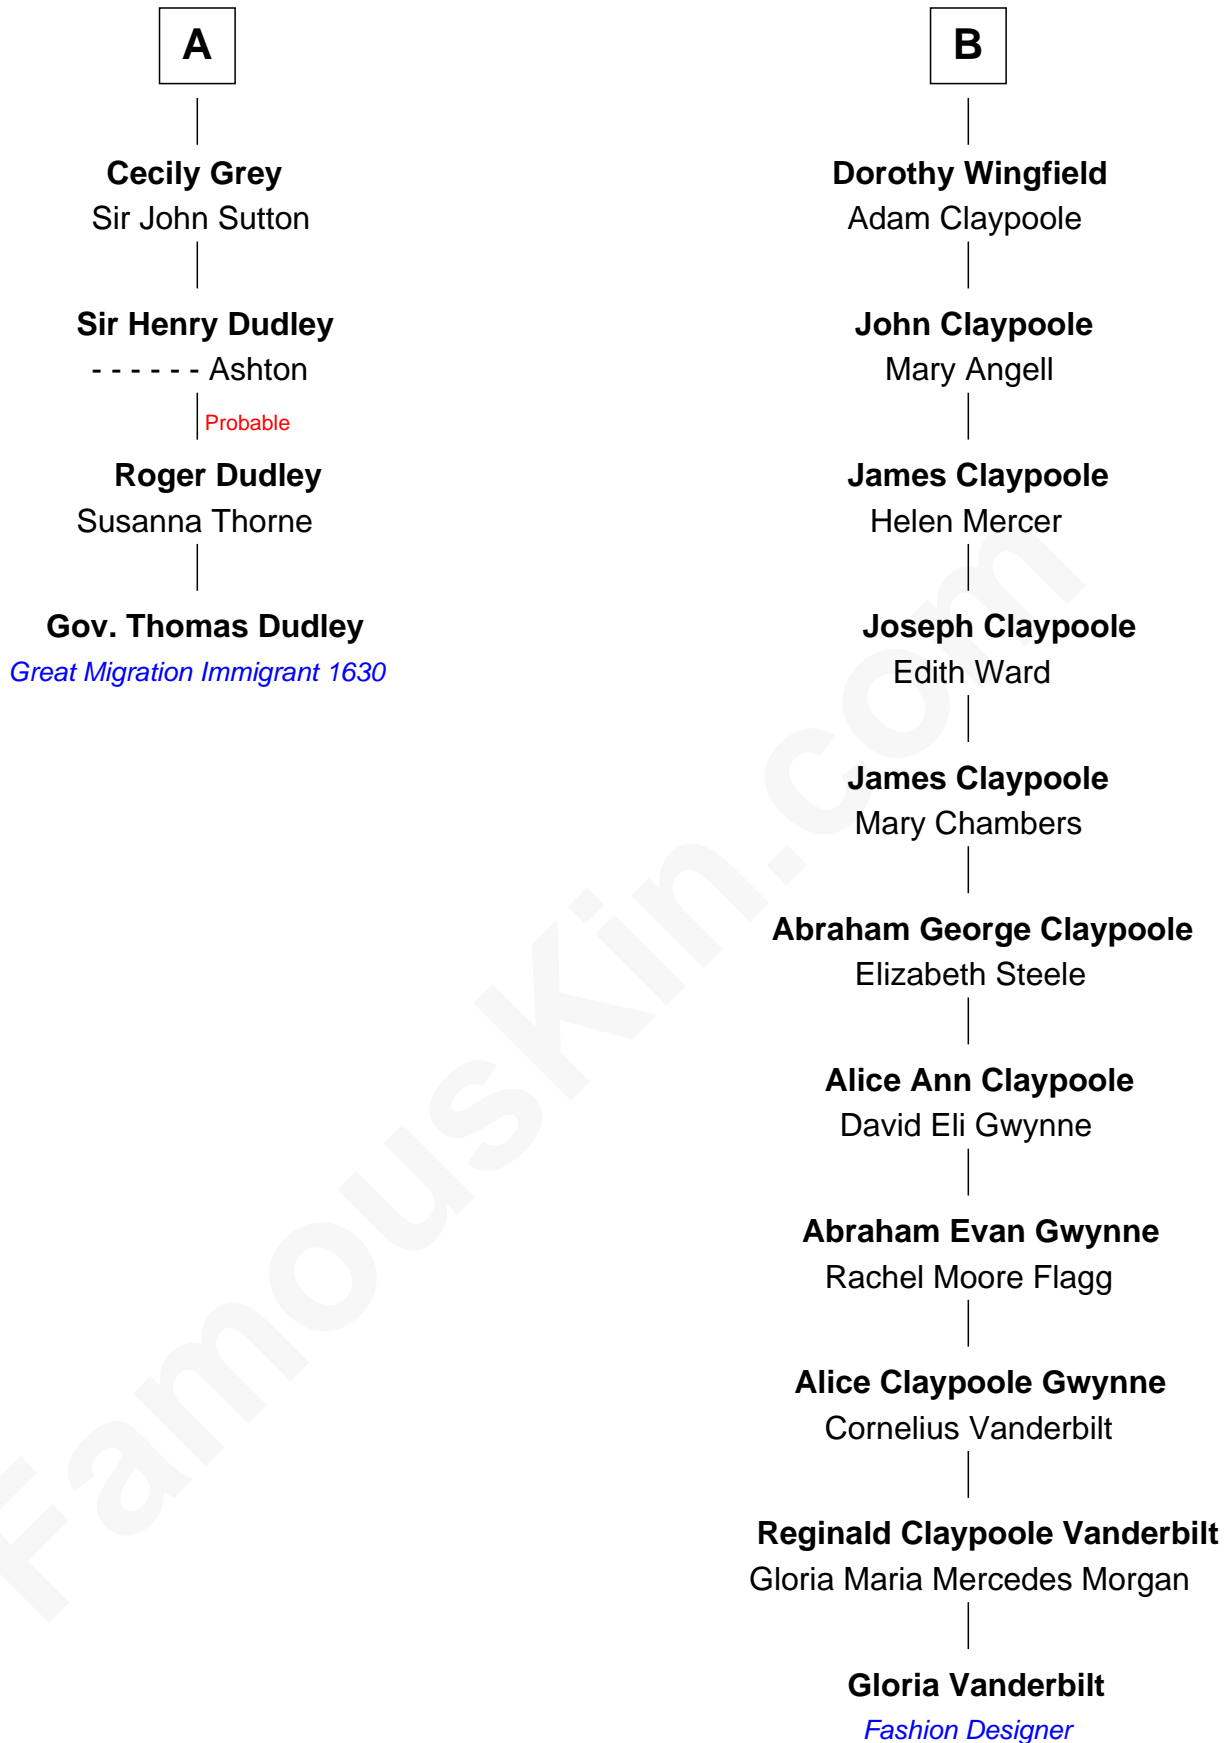 A
Cecily Grey
Sir John Sutton
Sir Henry Dudley
- - - - - - Ashton
Probable
Roger Dudley
Susanna Thorne
Gov. Thomas Dudley
Great Migration Immigrant 1630
B
Dorothy Wingfield
Adam Claypoole
John Claypoole
Mary Angell
James Claypoole
Helen Mercer
Joseph Claypoole
Edith Ward
James Claypoole
Mary Chambers
Abraham George Claypoole
Elizabeth Steele
Alice Ann Claypoole
David Eli Gwynne
Abraham Evan Gwynne
Rachel Moore Flagg
Alice Claypoole Gwynne
Cornelius Vanderbilt
Reginald Claypoole Vanderbilt
Gloria Maria Mercedes Morgan
Gloria Vanderbilt
Fashion Designer
FamousKin.com